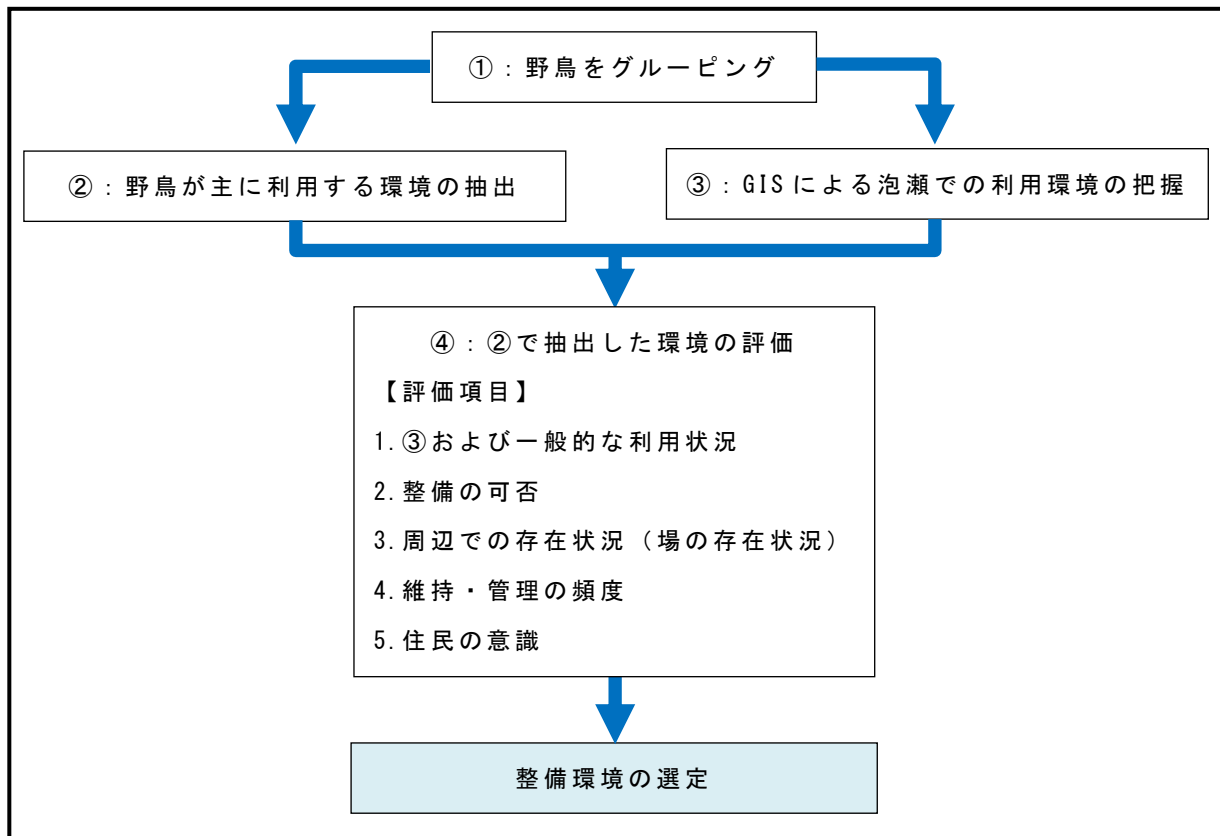 ①：野鳥をグルーピング
②：野鳥が主に利用する環境の抽出
③：GISによる泡瀬での利用環境の把握
④：②で抽出した環境の評価
【評価項目】
1.③および一般的な利用状況
2.整備の可否
3.周辺での存在状況（場の存在状況）
4.維持・管理の頻度
5.住民の意識
整備環境の選定